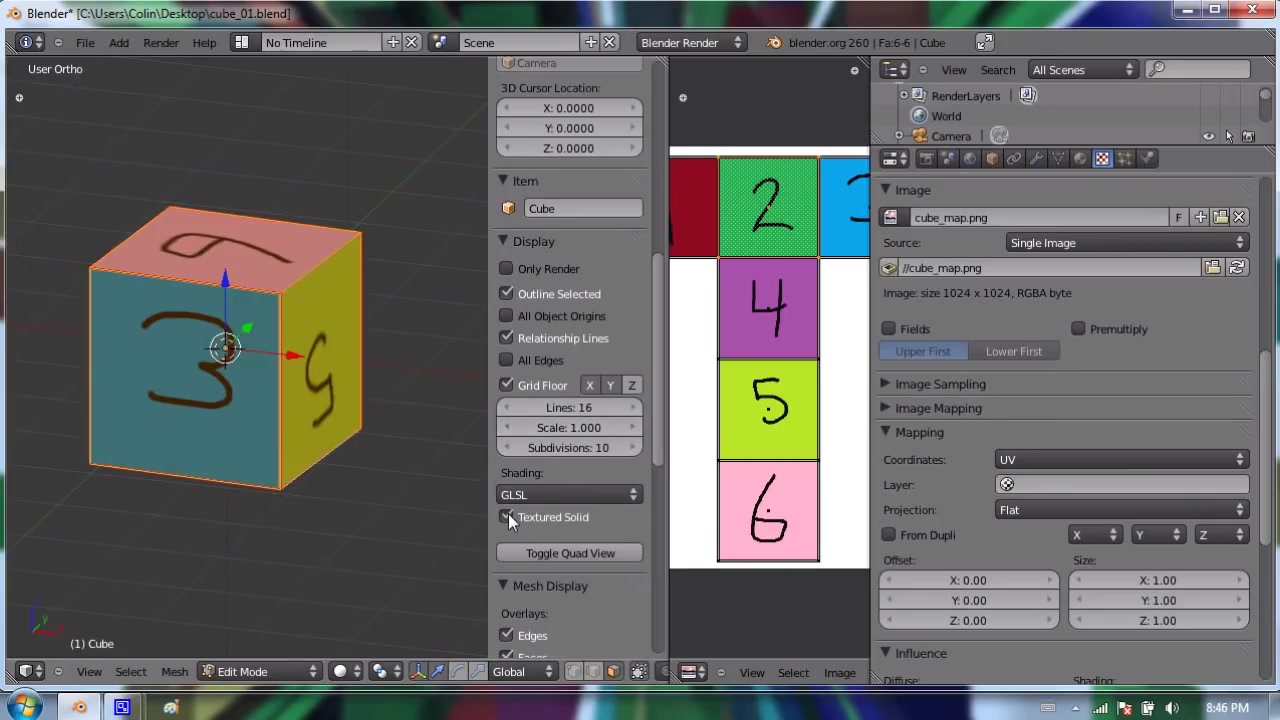 Blender* [C:\Users\Colin\Desktop\cube_01.blend]
File Add Render Help No Timeline Scene Blender Render blender.org 260 | Fa:6-6 | Cube
User Ortho
(1) Cube
6
3
5
Camera
3D Cursor Location:
X: 0.0000
Y: 0.0000
Z: 0.0000
Item
Cube
Display
Only Render
Outline Selected
All Object Origins
Relationship Lines
All Edges
Grid Floor X Y Z
Lines: 16
Scale: 1.000
Subdivisions: 10
Shading:
GLSL
Textured Solid
Toggle Quad View
Mesh Display
Overlays:
Edges
Faces
View Select Mesh Edit Mode Global
2
3
4
5
6
View Select Image
View Search All Scenes
RenderLayers |
World
Camera |
Image
cube_map.png F
Source: Single Image
//cube_map.png
Image: size 1024 x 1024, RGBA byte
Fields Premultiply
Upper First Lower First
Image Sampling
Image Mapping
Mapping
Coordinates: UV
Layer:
Projection: Flat
From Dupli X Y Z
Offset: Size:
X: 0.00 X: 1.00
Y: 0.00 Y: 1.00
Z: 0.00 Z: 1.00
Influence
Diffuse: Shading:
8:46 PM